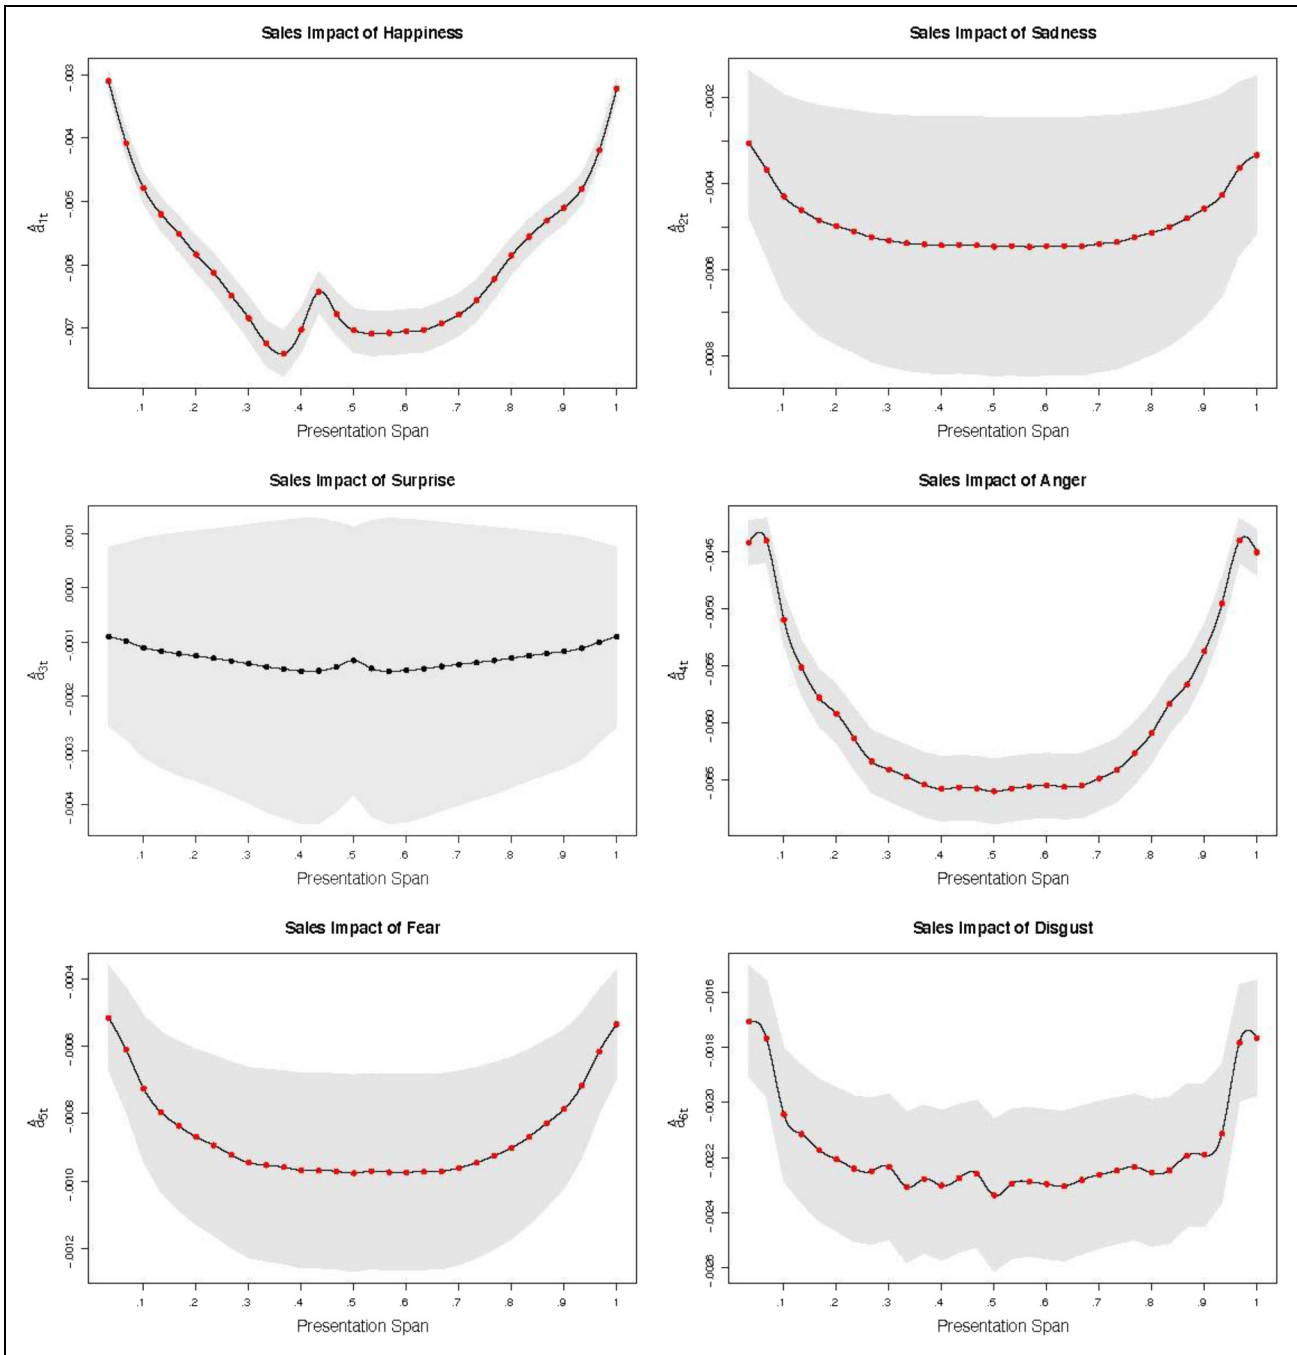 Sales Impact of Happiness
-.003
-.004
-.005
-.006
-.007
â1t
.1 .2 .3 .4 .5 .6 .7 .8 .9 1
Presentation Span
Sales Impact of Sadness
-.0002
-.0004
-.0006
-.0008
â2t
.1 .2 .3 .4 .5 .6 .7 .8 .9 1
Presentation Span
Sales Impact of Surprise
.0001
.0000
-.0001
-.0002
-.0003
-.0004
â3t
.1 .2 .3 .4 .5 .6 .7 .8 .9 1
Presentation Span
Sales Impact of Anger
-.0045
-.0050
-.0055
-.0060
-.0065
â4t
.1 .2 .3 .4 .5 .6 .7 .8 .9 1
Presentation Span
Sales Impact of Fear
-.0004
-.0006
-.0008
-.0010
-.0012
â5t
.1 .2 .3 .4 .5 .6 .7 .8 .9 1
Presentation Span
Sales Impact of Disgust
-.0016
-.0018
-.0020
-.0022
-.0024
-.0026
â6t
.1 .2 .3 .4 .5 .6 .7 .8 .9 1
Presentation Span